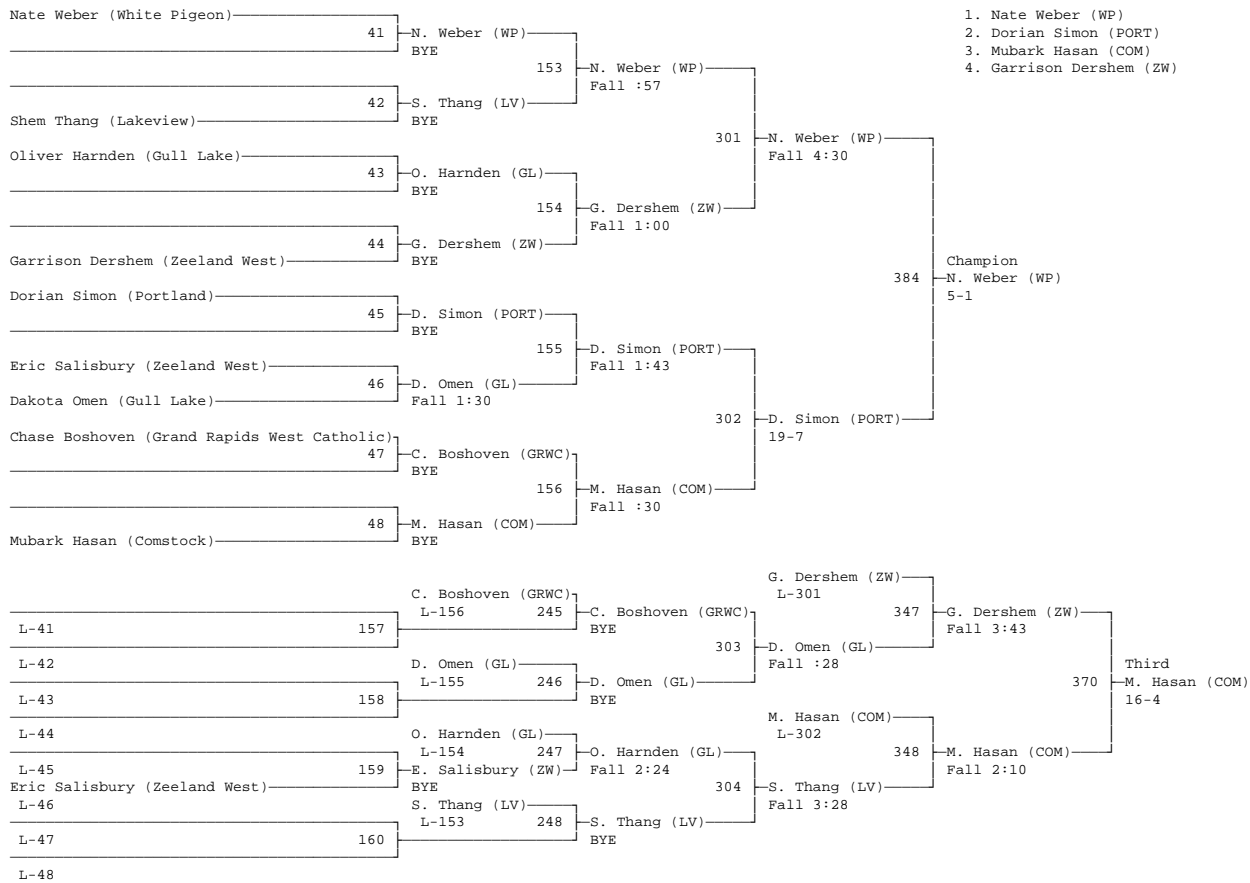 Nate Weber (White Pigeon)
1. Nate Weber (WP)
41 N. Weber (WP)
2. Dorian Simon (PORT)
BYE
3. Mubark Hasan (COM)
153 N. Weber (WP)
4. Garrison Dershem (ZW)
Fall :57
42 S. Thang (LV)
Shem Thang (Lakeview)
BYE
301 N. Weber (WP)
Oliver Harnden (Gull Lake)
Fall 4:30
43 O. Harnden (GL)
BYE
154 G. Dershem (ZW)
Fall 1:00
44 G. Dershem (ZW)
Garrison Dershem (Zeeland West)
BYE
Champion
384 N. Weber (WP)
Dorian Simon (Portland)
5-1
45 D. Simon (PORT)
BYE
155 D. Simon (PORT)
Eric Salisbury (Zeeland West)
Fall 1:43
46 D. Omen (GL)
Dakota Omen (Gull Lake)
Fall 1:30
302 D. Simon (PORT)
Chase Boshoven (Grand Rapids West Catholic)
19-7
47 C. Boshoven (GRWC)
BYE
156 M. Hasan (COM)
Fall :30
48 M. Hasan (COM)
Mubark Hasan (Comstock)
BYE
G. Dershem (ZW)
C. Boshoven (GRWC)
L-301
L-156 245 C. Boshoven (GRWC)
347 G. Dershem (ZW)
L-41 157
BYE
Fall 3:43
303 D. Omen (GL)
L-42
D. Omen (GL)
Fall :28
Third
L-155 246 D. Omen (GL)
370 M. Hasan (COM)
L-43 158
BYE
16-4
M. Hasan (COM)
L-44
O. Harnden (GL)
L-302
L-154 247 O. Harnden (GL)
348 M. Hasan (COM)
L-45 159 E. Salisbury (ZW)
Fall 2:24
Fall 2:10
Eric Salisbury (Zeeland West)
BYE
304 S. Thang (LV)
L-46
S. Thang (LV)
Fall 3:28
L-153 248 S. Thang (LV)
L-47 160
BYE
L-48